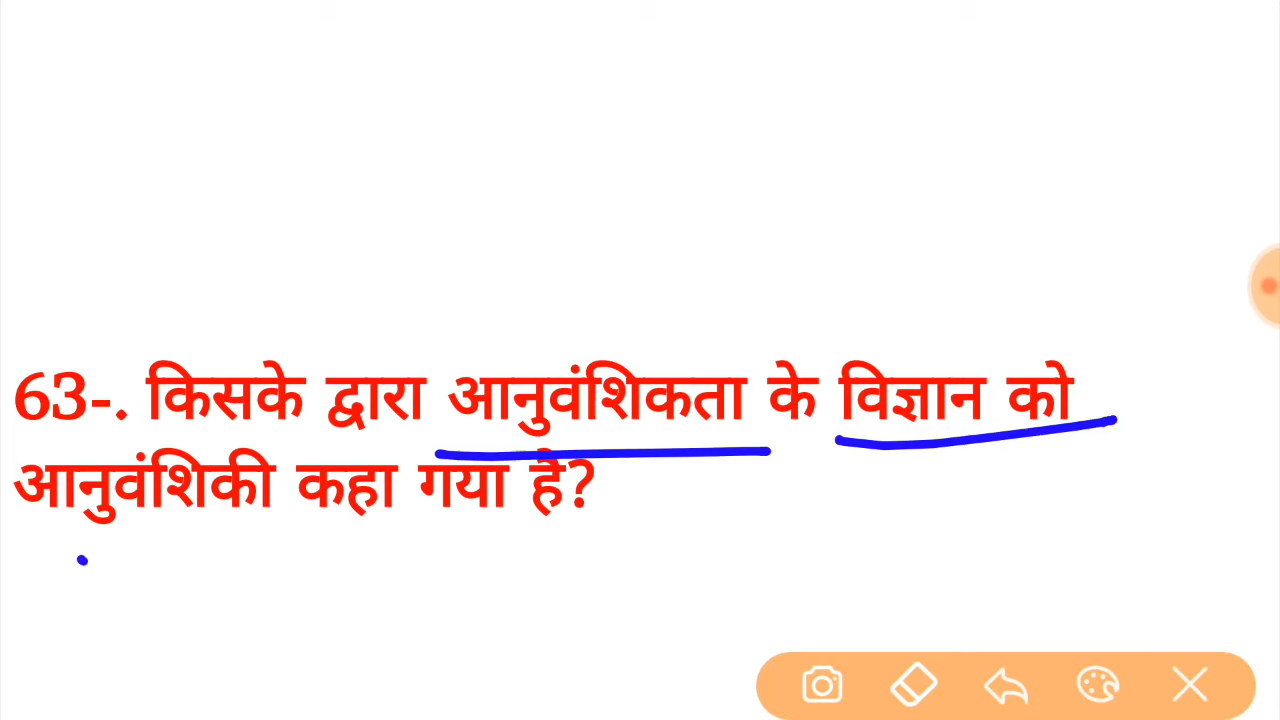 63-. किसके द्वारा आनुवंशिकता के विज्ञान को
आनुवंशिकी कहा गया है?